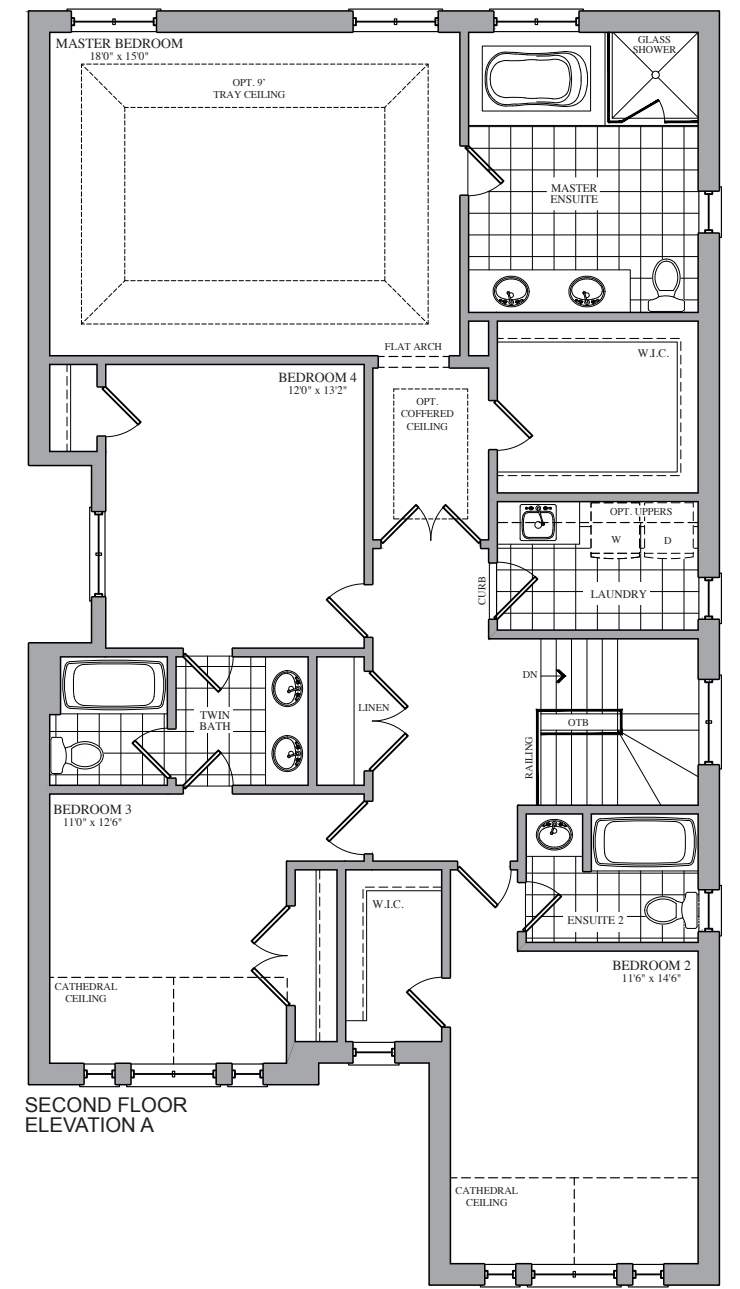 MASTER BEDROOM
18'0" x 15'0"
OPT. 9'
TRAY CEILING
GLASS
SHOWER
MASTER
ENSUITE
FLAT ARCH
W.I.C.
BEDROOM 4
12'0" x 13'2"
OPT.
COFFERED
CEILING
OPT. UPPERS
W
D
CURB
LAUNDRY
DN
LINEN
TWIN
BATH
OTB
RAILING
BEDROOM 3
11'0" x 12'6"
W.I.C.
ENSUITE 2
BEDROOM 2
11'6" x 14'6"
CATHEDRAL
CEILING
SECOND FLOOR
ELEVATION A
CATHEDRAL
CEILING